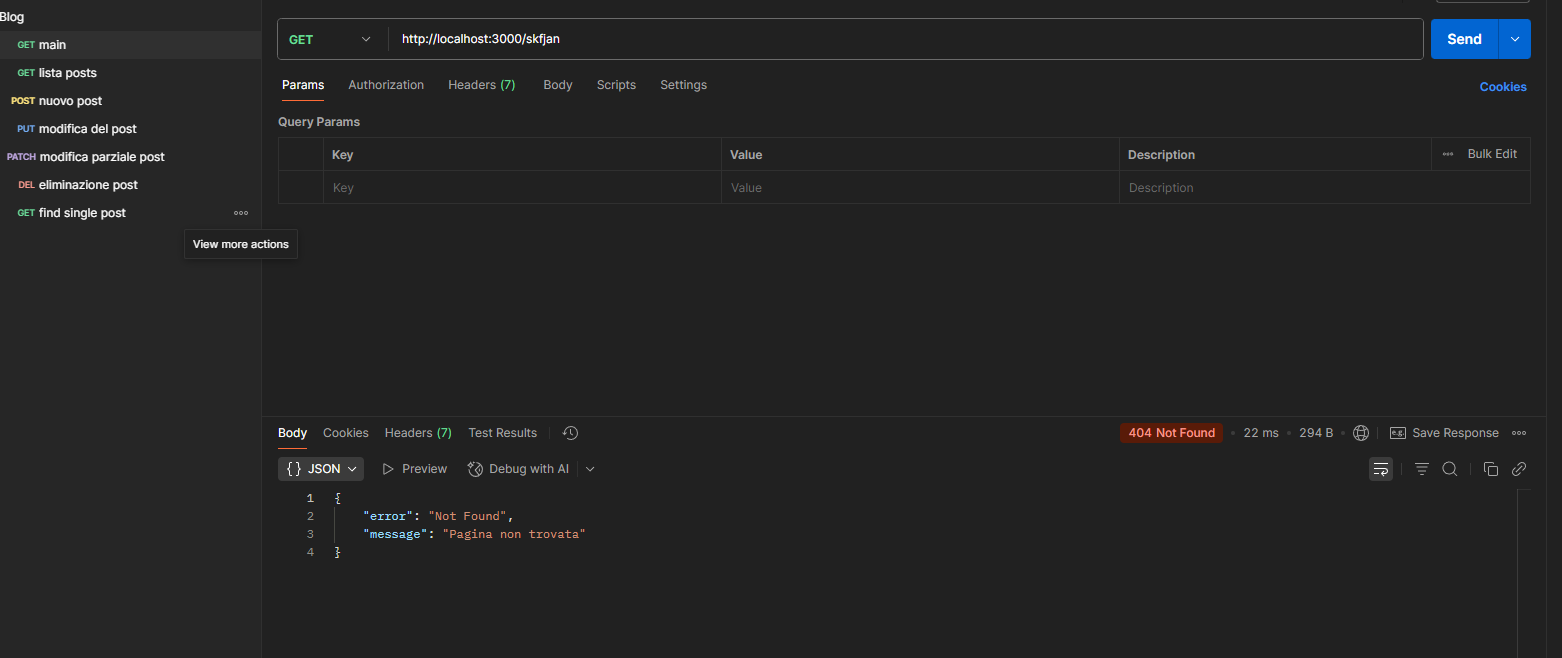 Blog
GET main
GET lista posts
POST nuovo post
PUT modifica del post
PATCH modifica parziale post
DEL eliminazione post
GET find single post
View more actions
GET http://localhost:3000/skfjan Send
Params Authorization Headers (7) Body Scripts Settings Cookies
Query Params
Key Value Description Bulk Edit
Key Value Description
Body Cookies Headers (7) Test Results 404 Not Found 22 ms 294 B e.g. Save Response
{ } JSON Preview Debug with AI
1 {
2 "error": "Not Found",
3 "message": "Pagina non trovata"
4 }